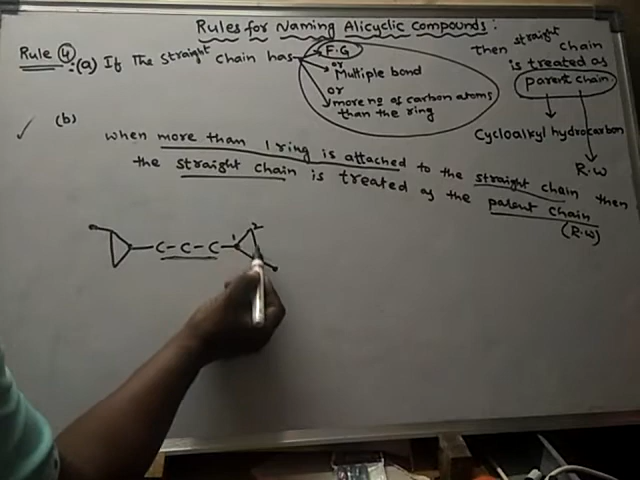 Rules for Naming Alicyclic Compounds:
Rule 4:(a) If The straight chain has F.G
or
Multiple bond
or
more no of carbon atoms
than the ring
then straight chain
is treated as
parent chain
Cycloalkyl hydrocarbon
R.W
(b)
when more than 1 ring is attached to the straight chain then
the straight chain is treated as the parent chain
(R.W)
C-C-C
1
2